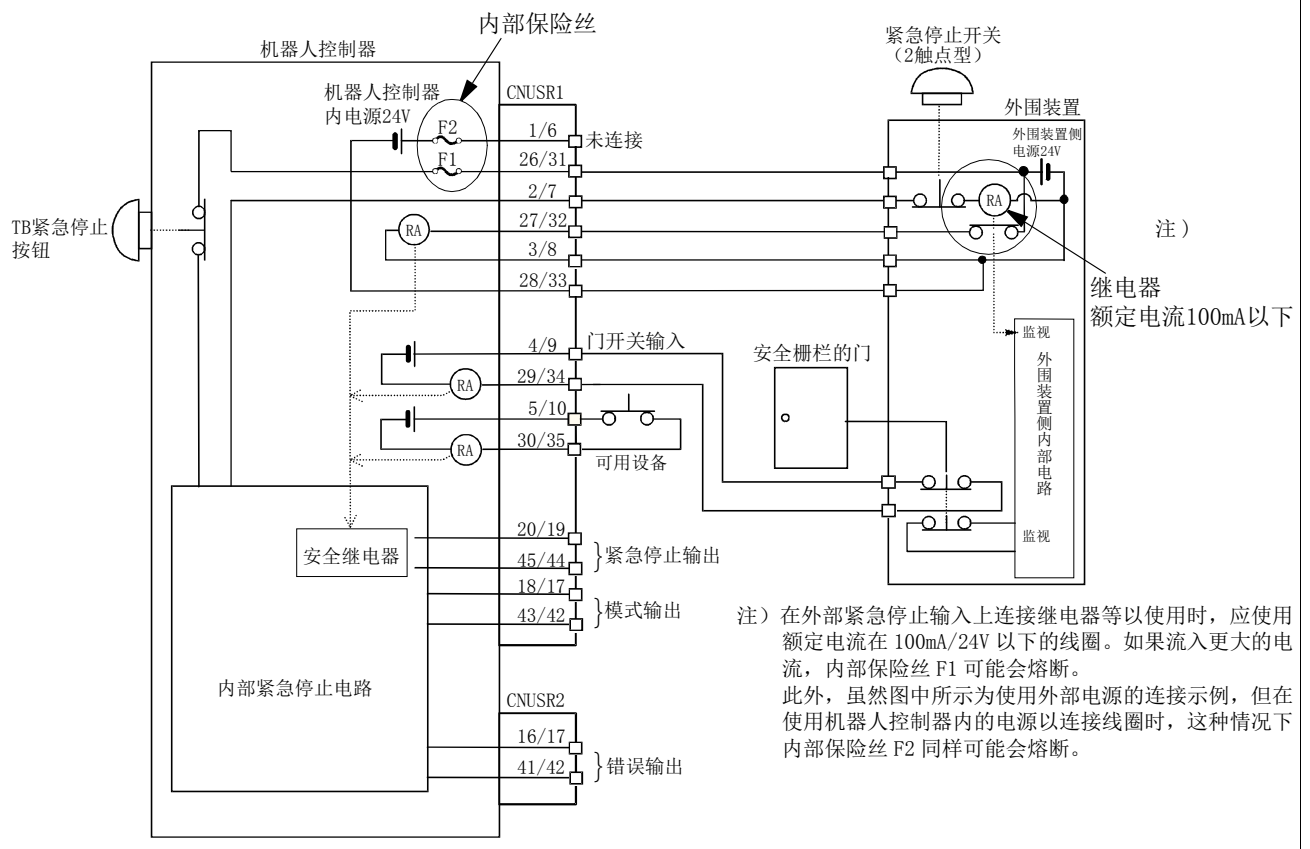 内部保险丝
机器人控制器
紧急停止开关
（2触点型）
机器人控制器
内电源24V
CNUSR1
外围装置
外围装置侧
电源24V
F2
1/6
未连接
F1
26/31
2/7
RA
TB紧急停止
按钮
RA
27/32
注）
3/8
28/33
继电器
额定电流100mA以下
4/9
门开关输入
安全栅栏的门
监视
外围装置侧内部电路
RA
29/34
5/10
RA
30/35
可用设备
20/19
安全继电器
紧急停止输出
45/44
监视
18/17
模式输出
43/42
注）在外部紧急停止输入上连接继电器等以使用时，应使用
额定电流在 100mA/24V 以下的线圈。如果流入更大的电
流，内部保险丝 F1 可能会熔断。
此外，虽然图中所示为使用外部电源的连接示例，但在
使用机器人控制器内的电源以连接线圈时，这种情况下
内部保险丝 F2 同样可能会熔断。
内部紧急停止电路
CNUSR2
16/17
错误输出
41/42